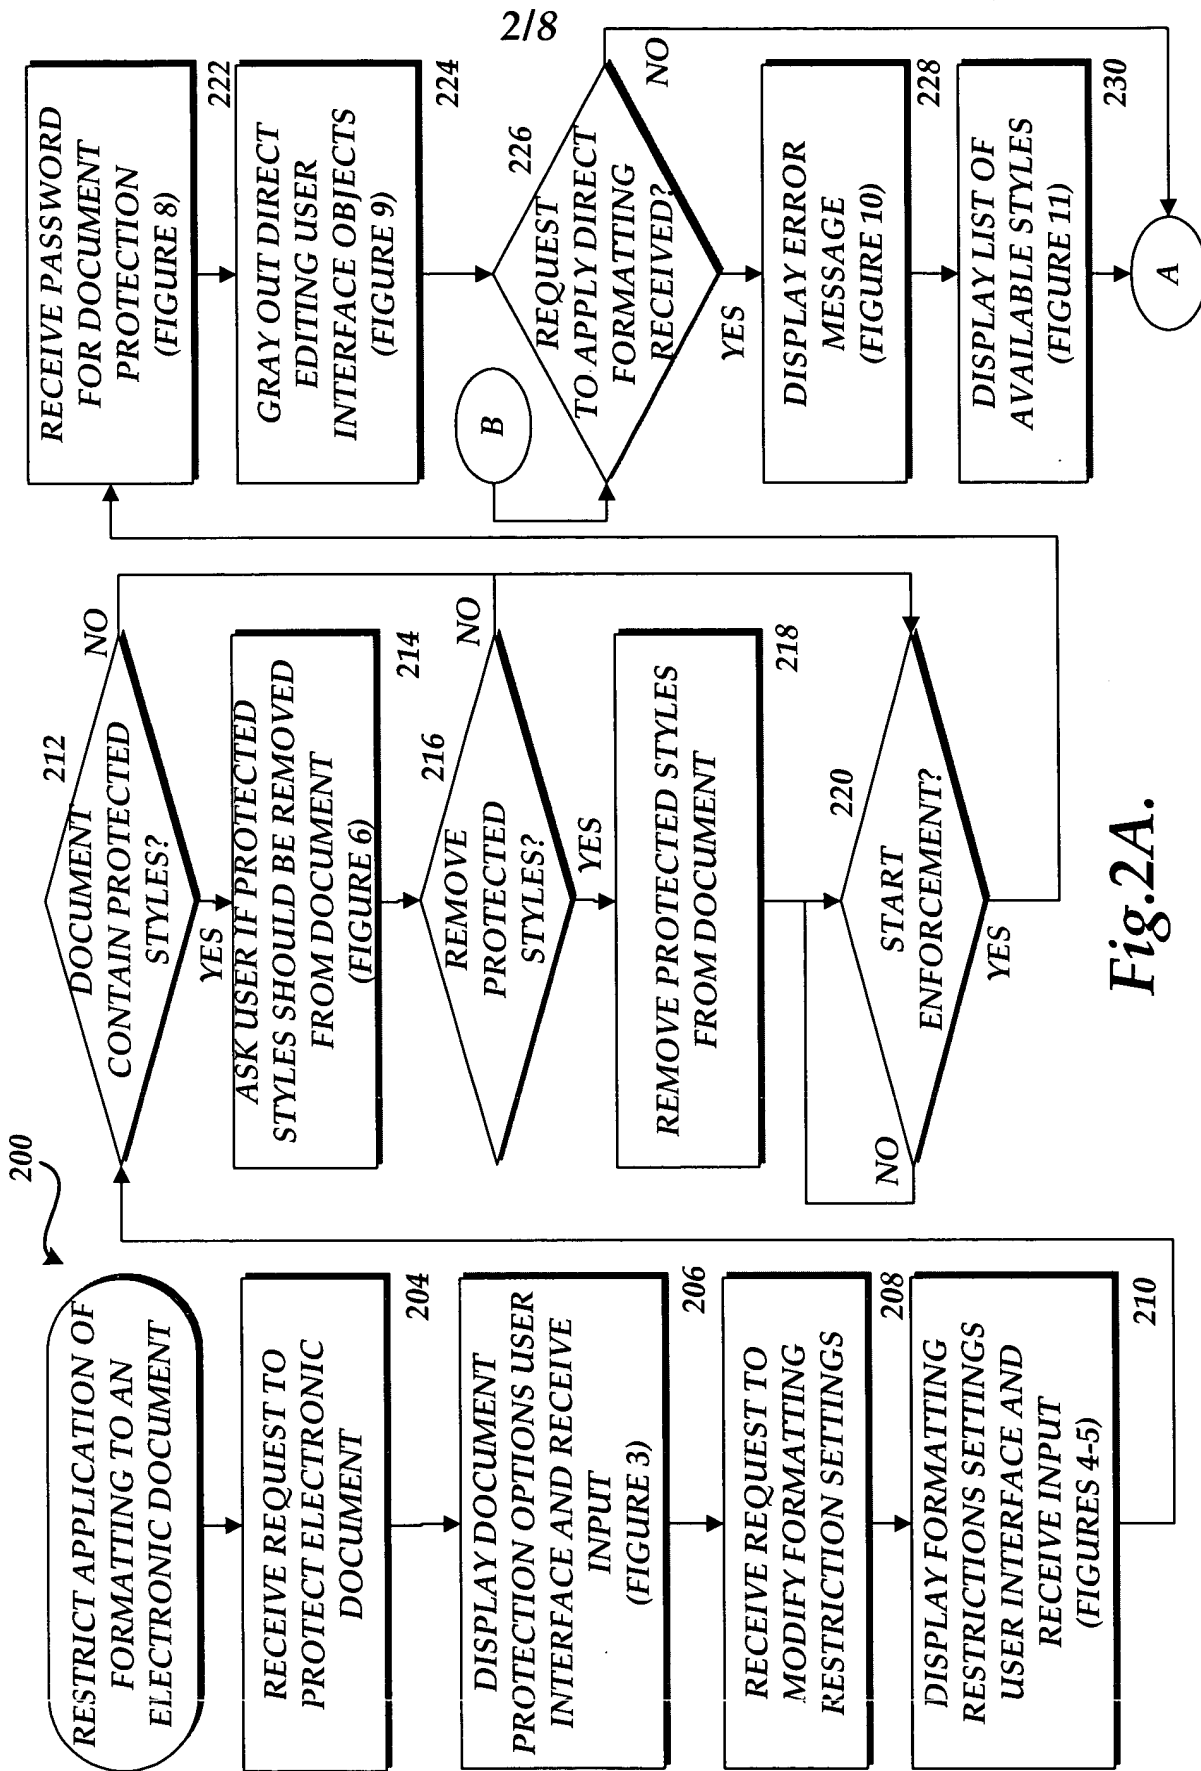 2/8
200
RESTRICT APPLICATION OF
FORMATTING TO AN
ELECTRONIC DOCUMENT
RECEIVE REQUEST TO
PROTECT ELECTRONIC
DOCUMENT
204
DISPLAY DOCUMENT
PROTECTION OPTIONS USER
INTERFACE AND RECEIVE
INPUT
(FIGURE 3)
206
RECEIVE REQUEST TO
MODIFY FORMATTING
RESTRICTION SETTINGS
208
DISPLAY FORMATTING
RESTRICTIONS SETTINGS
USER INTERFACE AND
RECEIVE INPUT
(FIGURES 4-5)
210
212
DOCUMENT
CONTAIN PROTECTED
STYLES?
NO
YES
ASK USER IF PROTECTED
STYLES SHOULD BE REMOVED
FROM DOCUMENT
(FIGURE 6)
214
216
REMOVE
PROTECTED
STYLES?
NO
YES
REMOVE PROTECTED STYLES
FROM DOCUMENT
218
220
START
ENFORCEMENT?
NO
YES
RECEIVE PASSWORD
FOR DOCUMENT
PROTECTION
(FIGURE 8)
222
GRAY OUT DIRECT
EDITING USER
INTERFACE OBJECTS
(FIGURE 9)
224
B
226
REQUEST
TO APPLY DIRECT
FORMATTING
RECEIVED?
NO
YES
DISPLAY ERROR
MESSAGE
(FIGURE 10)
228
DISPLAY LIST OF
AVAILABLE STYLES
(FIGURE 11)
230
A
Fig.2A.